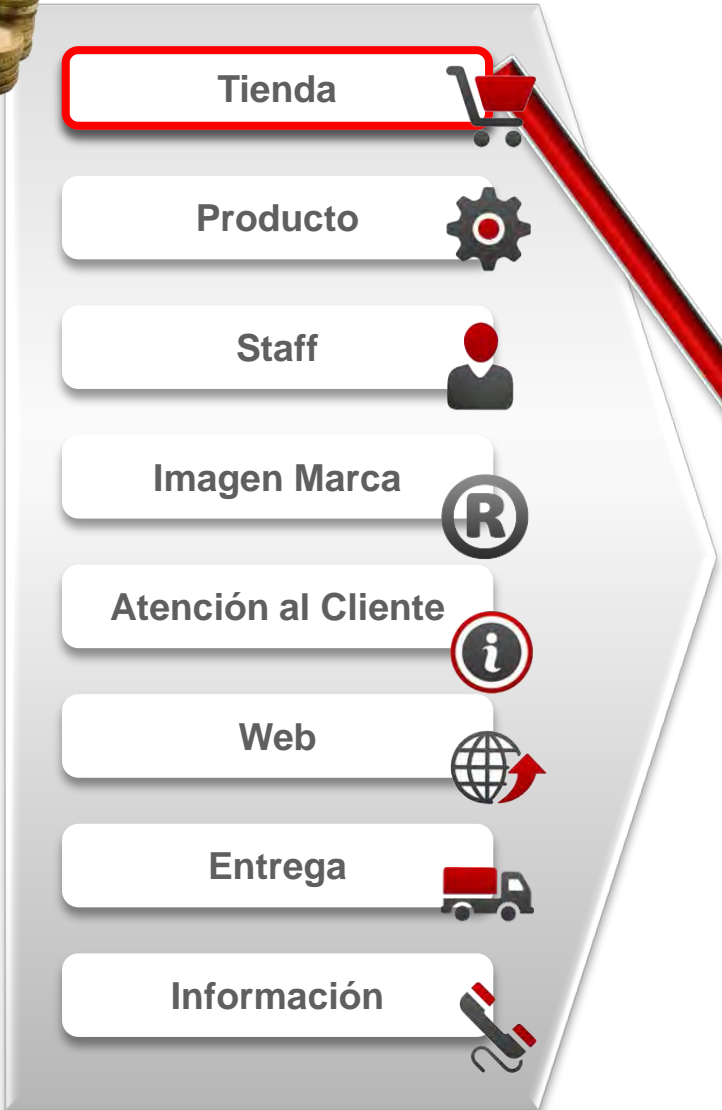 Tienda
Producto
Staff
Imagen Marca
R
Atención al Cliente
i
Web
Entrega
Información